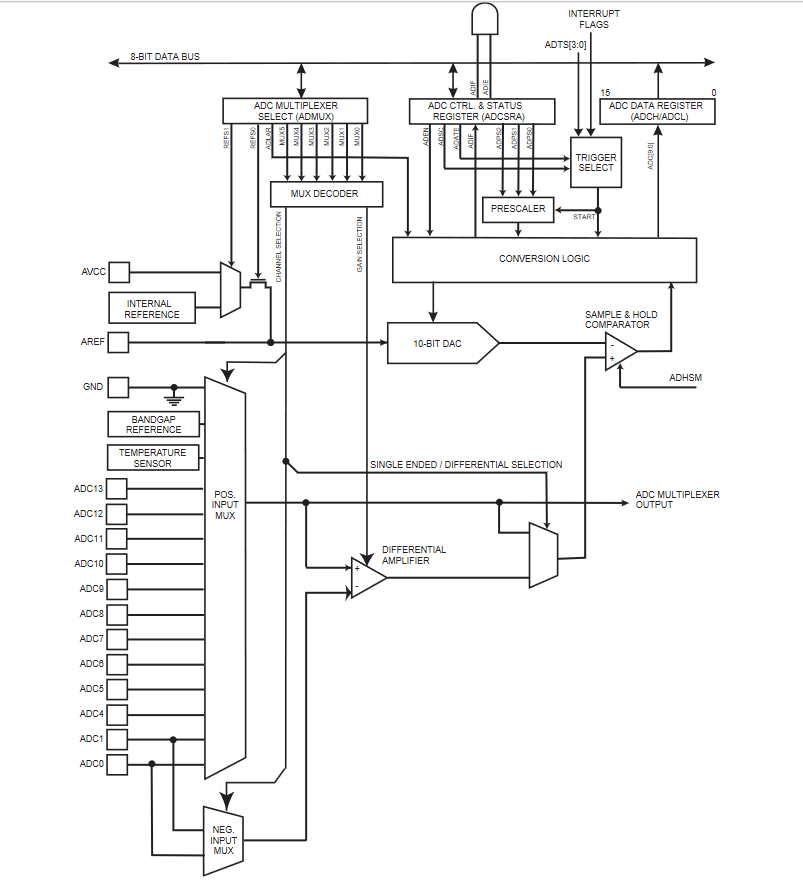 INTERRUPT
FLAGS
ADTS[3:0]
8-BIT DATA BUS
ADIF
ADIE
15
0
ADC MULTIPLEXER
SELECT (ADMUX)
ADC CTRL. & STATUS
REGISTER (ADCSRA)
ADC DATA REGISTER
(ADCH/ADCL)
REFS1
REFS0
ADLAR
MUX5
MUX4
MUX3
MUX2
MUX1
MUX0
ADEN
ADSC
ADATE
ADIF
ADPS2
ADPS1
ADPS0
ADC[9:0]
TRIGGER
SELECT
MUX DECODER
PRESCALER
START
CHANNEL SELECTION
GAIN SELECTION
CONVERSION LOGIC
AVCC
INTERNAL
REFERENCE
SAMPLE & HOLD
COMPARATOR
AREF
10-BIT DAC
-
+
ADHSM
GND
BANDGAP
REFERENCE
TEMPERATURE
SENSOR
SINGLE ENDED / DIFFERENTIAL SELECTION
ADC13
POS.
INPUT
MUX
ADC MULTIPLEXER
OUTPUT
ADC12
ADC11
DIFFERENTIAL
AMPLIFIER
ADC10
+
-
ADC9
ADC8
ADC7
ADC6
ADC5
ADC4
ADC1
ADC0
NEG.
INPUT
MUX